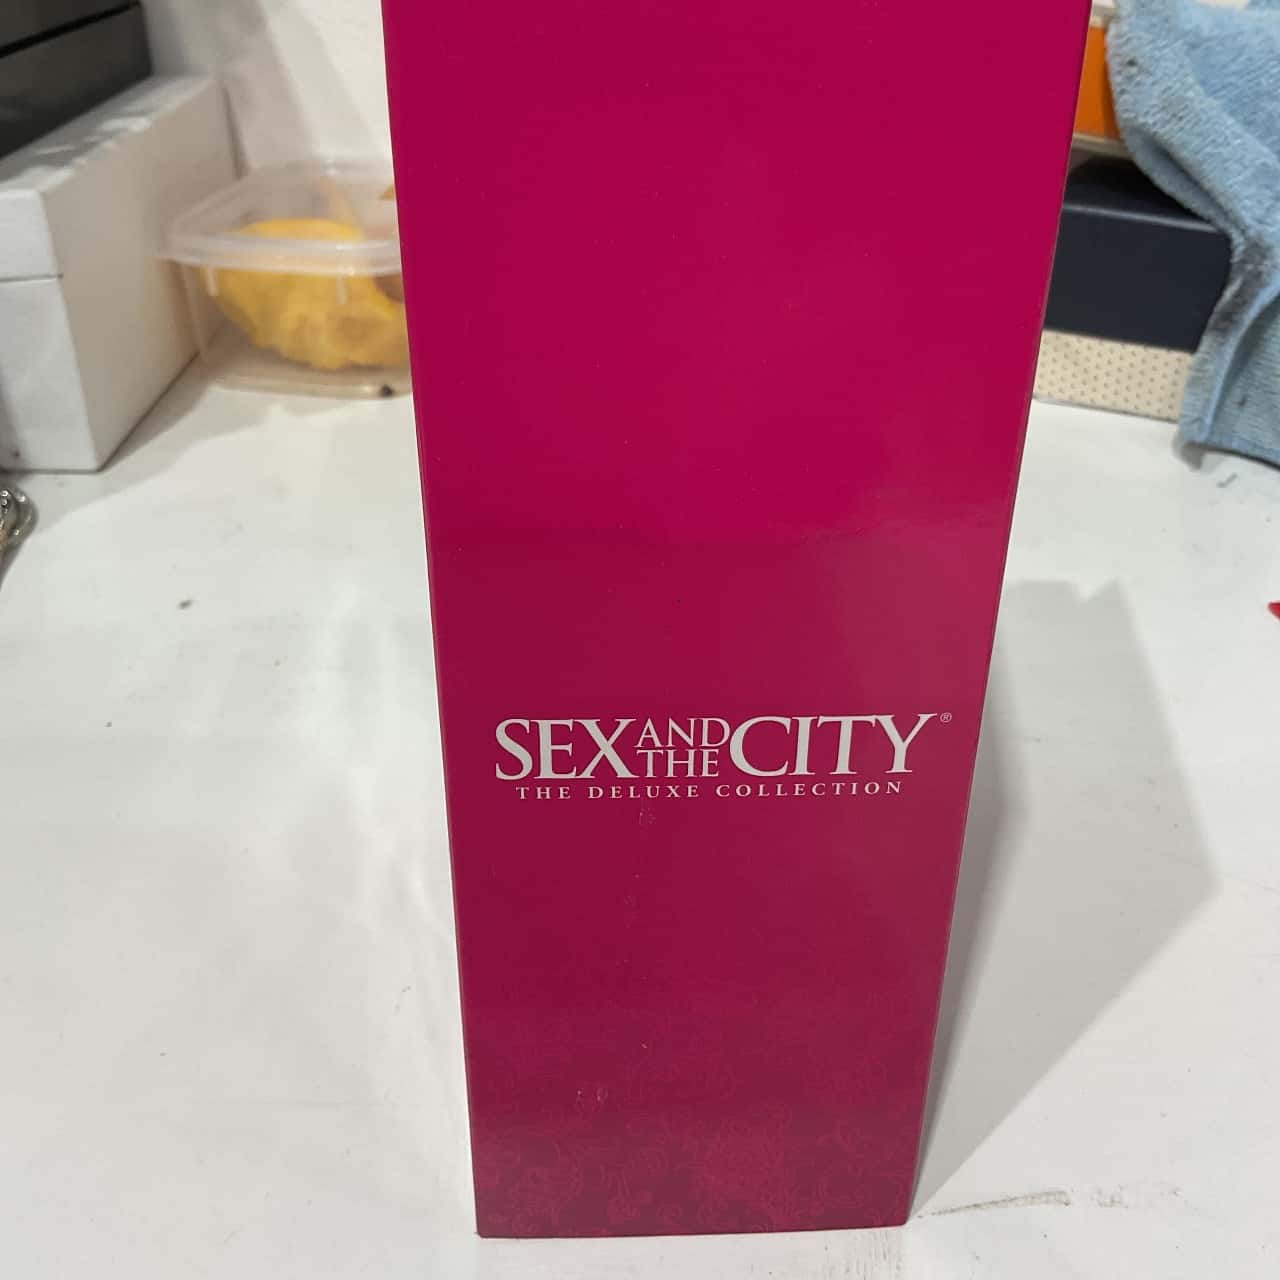 SEX AND THE CITY®
THE DELUXE COLLECTION